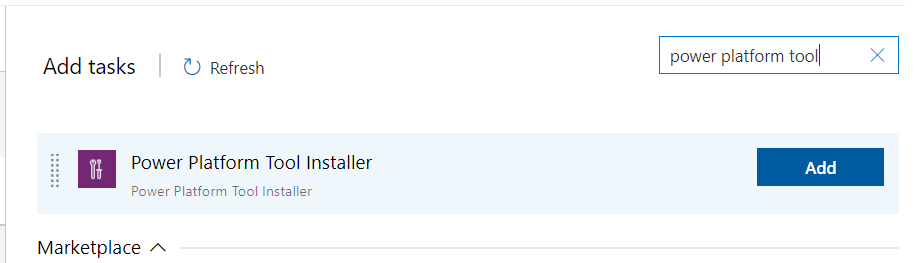 Add tasks
Refresh
power platform tool
Power Platform Tool Installer
Power Platform Tool Installer
Add
Marketplace